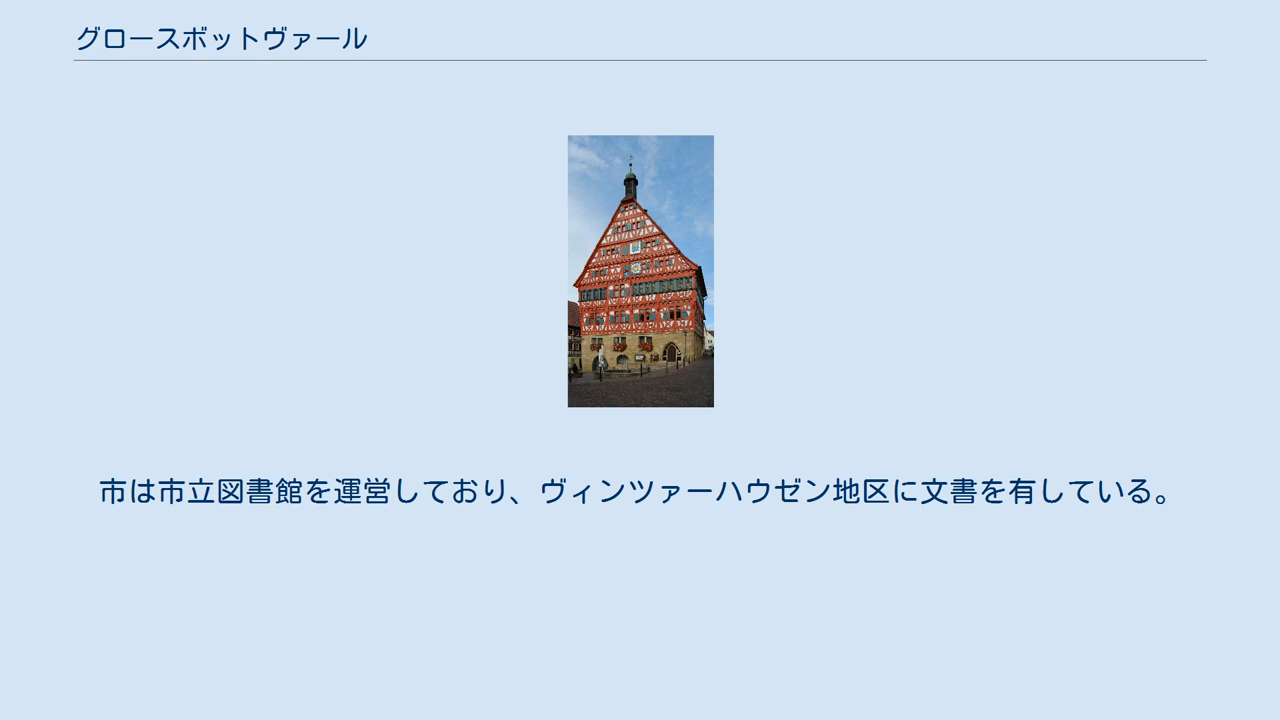 グロースボットヴァール
市は市立図書館を運営しており、ヴィンツァーハウゼン地区に文書を有している。